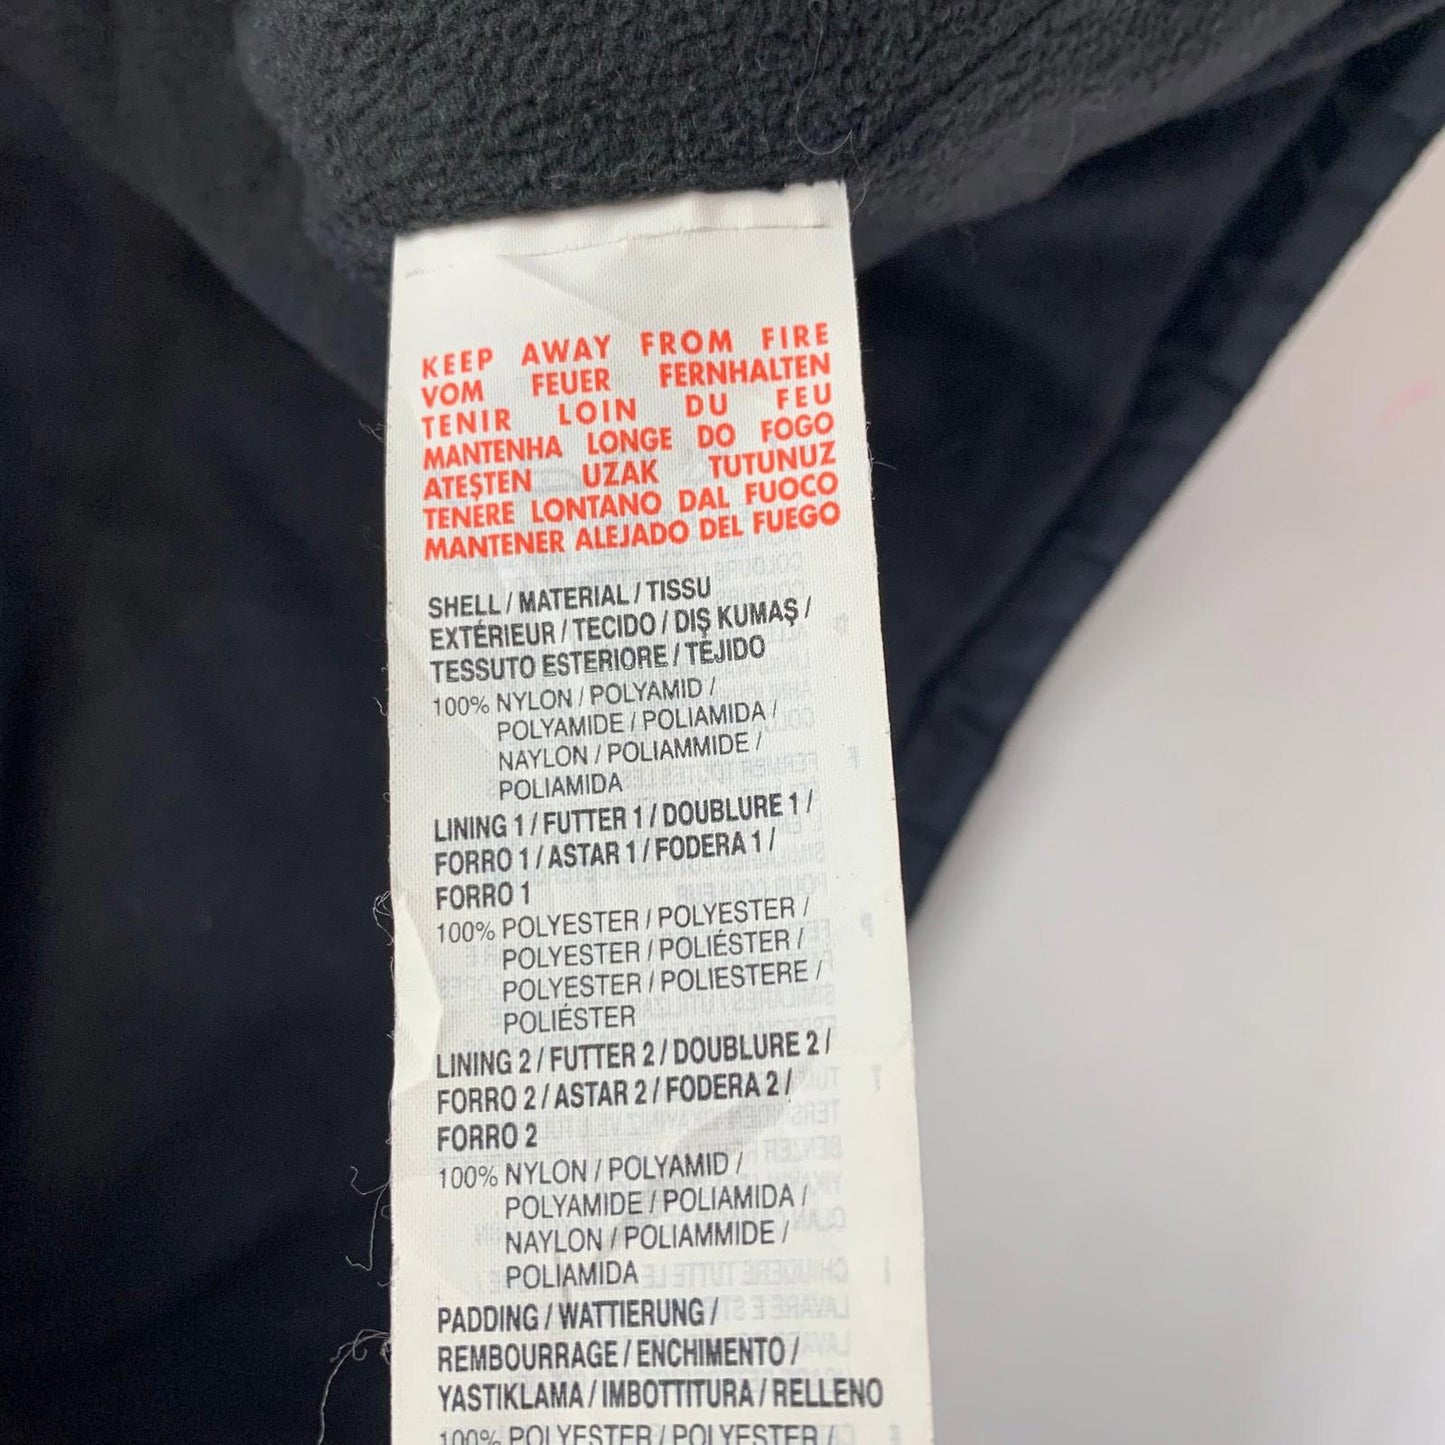 KEEP AWAY FROM FIRE
VOM FEUER FERNHALTEN
TENIR LOIN DU FEU
MANTENHA LONGE DO FOGO
ATEŞTEN UZAK TUTUNUZ
TENERE LONTANO DAL FUOCO
MANTENER ALEJADO DEL FUEGO
SHELL / MATERIAL / TISSU
EXTÉRIEUR / TECIDO / DIŞ KUMAŞ /
TESSUTO ESTERIORE / TEJIDO
100% NYLON / POLYAMID /
POLYAMIDE / POLIAMIDA /
NAYLON / POLIAMMIDE /
POLIAMIDA
LINING 1 / FUTTER 1 / DOUBLURE 1 /
FORRO 1 / ASTAR 1 / FODERA 1 /
FORRO 1
100% POLYESTER / POLYESTER /
POLYESTER / POLIÉSTER /
POLYESTER / POLIESTERE /
POLIÉSTER
LINING 2 / FUTTER 2 / DOUBLURE 2 /
FORRO 2 / ASTAR 2 / FODERA 2 /
FORRO 2
100% NYLON / POLYAMID /
POLYAMIDE / POLIAMIDA /
NAYLON / POLIAMMIDE /
POLIAMIDA
PADDING / WATTIERUNG /
REMBOURRAGE / ENCHIMENTO /
YASTIKLAMA / IMBOTTITURA / RELLENO
100% POLYESTER / POLYESTER /